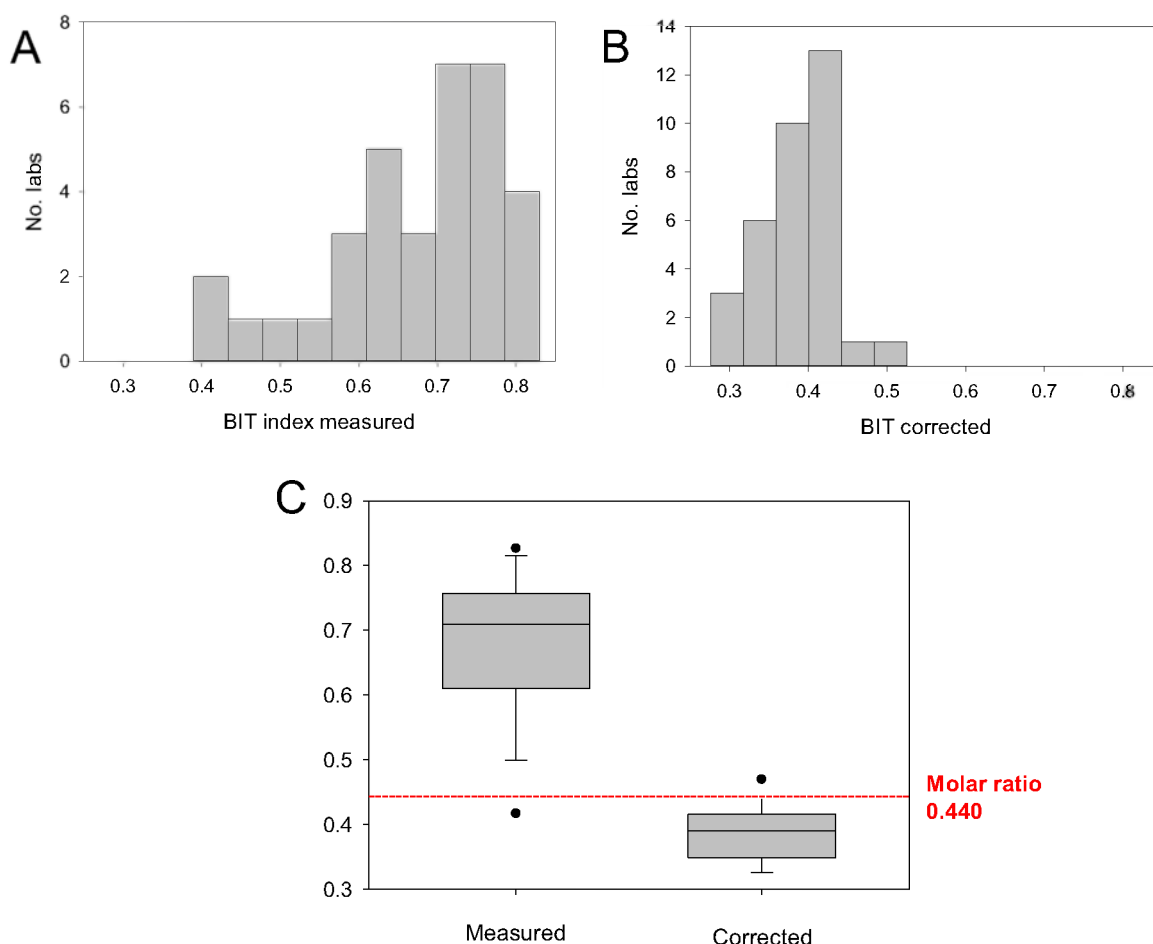 A
8
6
4
2
0
No. labs
0.3 0.4 0.5 0.6 0.7 0.8
BIT index measured
B
14
12
10
8
6
4
2
0
No. labs
0.3 0.4 0.5 0.6 0.7 0.8
BIT corrected
C
0.9
0.8
0.7
0.6
0.5
0.4
0.3
Molar ratio
0.440
Measured Corrected